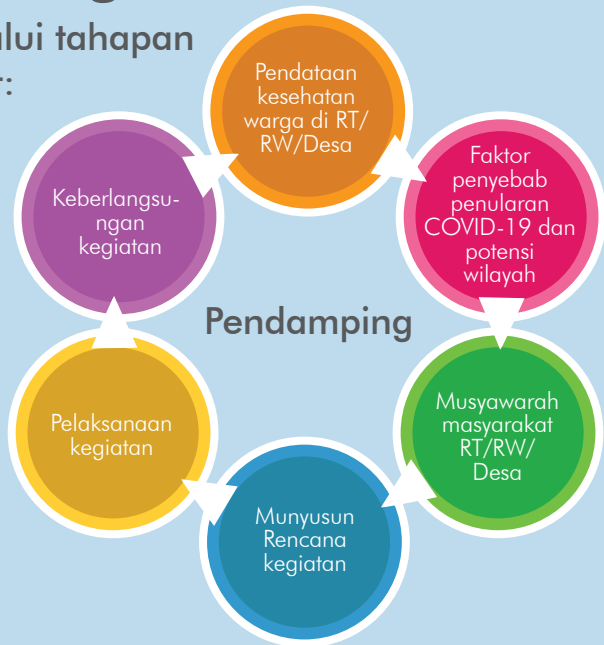 alui tahapan
Pendataan
kesehatan
warga di RT/
RW/Desa
Faktor
penyebab
penularan
COVID-19 dan
potensi
wilayah
Musyawarah
masyarakat
RT/RW/
Desa
Munyusun
Rencana
kegiatan
Pelaksanaan
kegiatan
Keberlangsu-
ngan
kegiatan
Pendamping